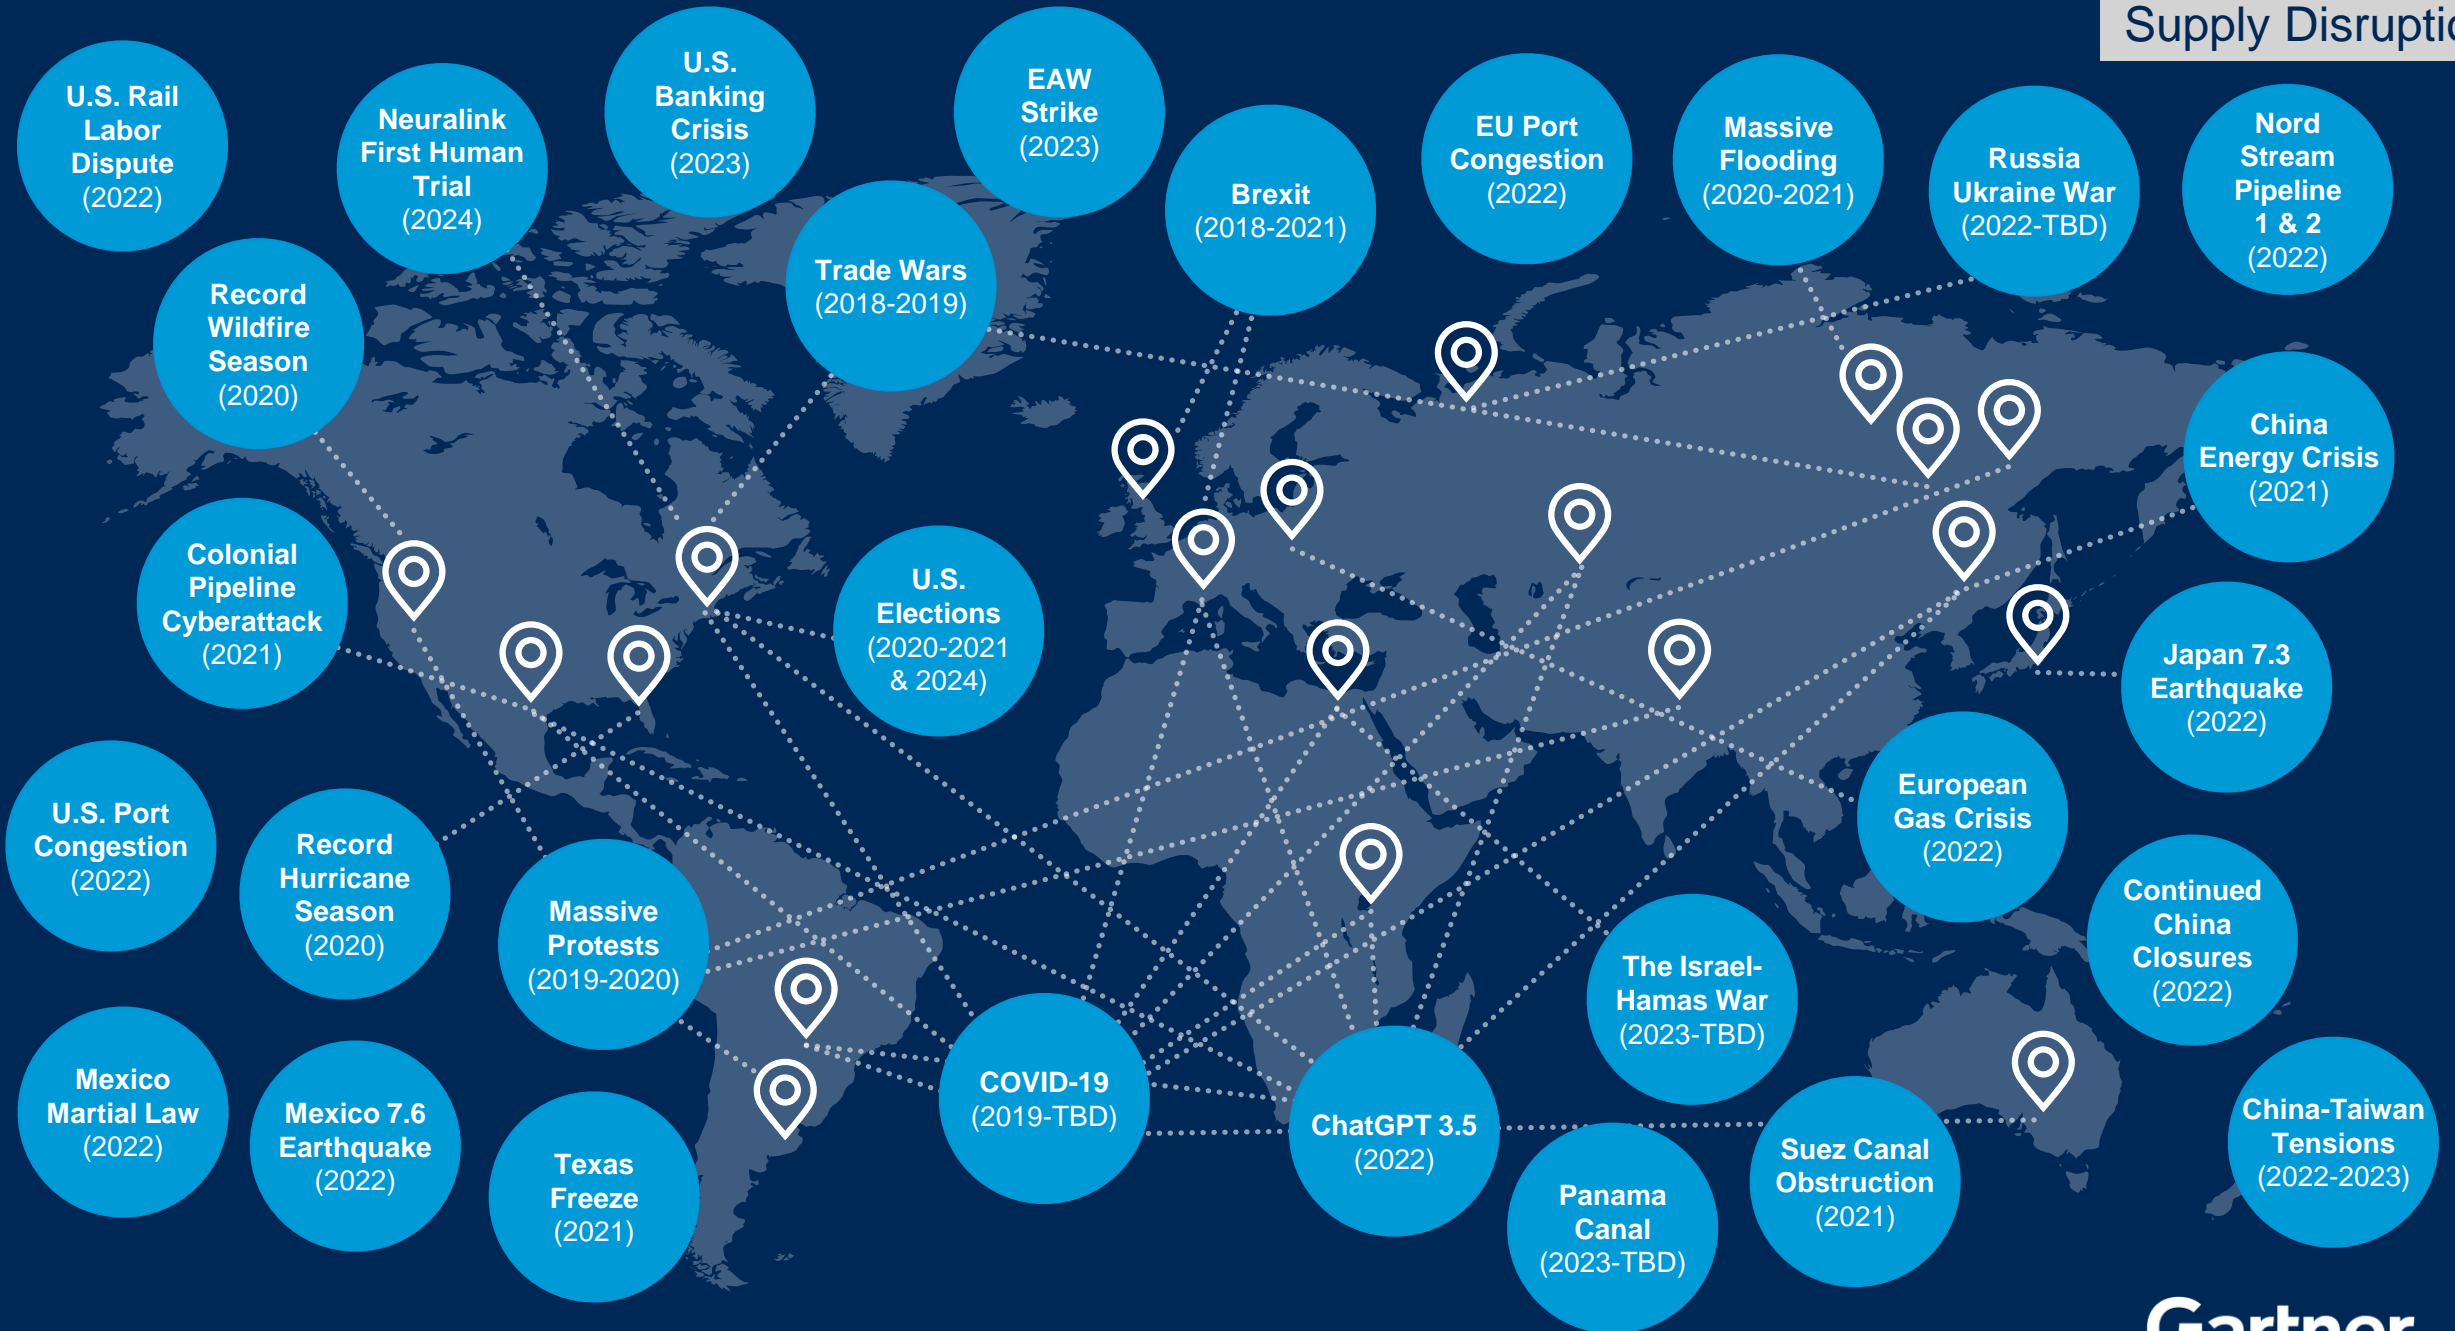 Supply Disruptio
U.S. Rail
Labor
Dispute
(2022)
Neuralink
First Human
Trial
(2024)
U.S.
Banking
Crisis
(2023)
EAW
Strike
(2023)
Brexit
(2018-2021)
EU Port
Congestion
(2022)
Massive
Flooding
(2020-2021)
Russia
Ukraine War
(2022-TBD)
Nord
Stream
Pipeline
1 & 2
(2022)
Record
Wildfire
Season
(2020)
Trade Wars
(2018-2019)
China
Energy Crisis
(2021)
Colonial
Pipeline
Cyberattack
(2021)
U.S.
Elections
(2020-2021
& 2024)
Japan 7.3
Earthquake
(2022)
U.S. Port
Congestion
(2022)
Record
Hurricane
Season
(2020)
Massive
Protests
(2019-2020)
European
Gas Crisis
(2022)
The Israel-
Hamas War
(2023-TBD)
Continued
China
Closures
(2022)
Mexico
Martial Law
(2022)
Mexico 7.6
Earthquake
(2022)
Texas
Freeze
(2021)
COVID-19
(2019-TBD)
ChatGPT 3.5
(2022)
Panama
Canal
(2023-TBD)
Suez Canal
Obstruction
(2021)
China-Taiwan
Tensions
(2022-2023)
Gartner